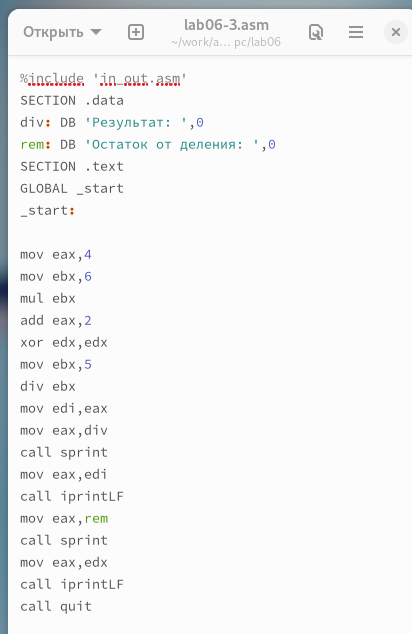 Открыть
lab06-3.asm
~/work/a... pc/lab06
%include 'in_out.asm'
SECTION .data
div: DB 'Результат: ',0
rem: DB 'Остаток от деления: ',0
SECTION .text
GLOBAL _start
_start:
mov eax,4
mov ebx,6
mul ebx
add eax,2
xor edx,edx
mov ebx,5
div ebx
mov edi,eax
mov eax,div
call sprint
mov eax,edi
call iprintLF
mov eax,rem
call sprint
mov eax,edx
call iprintLF
call quit